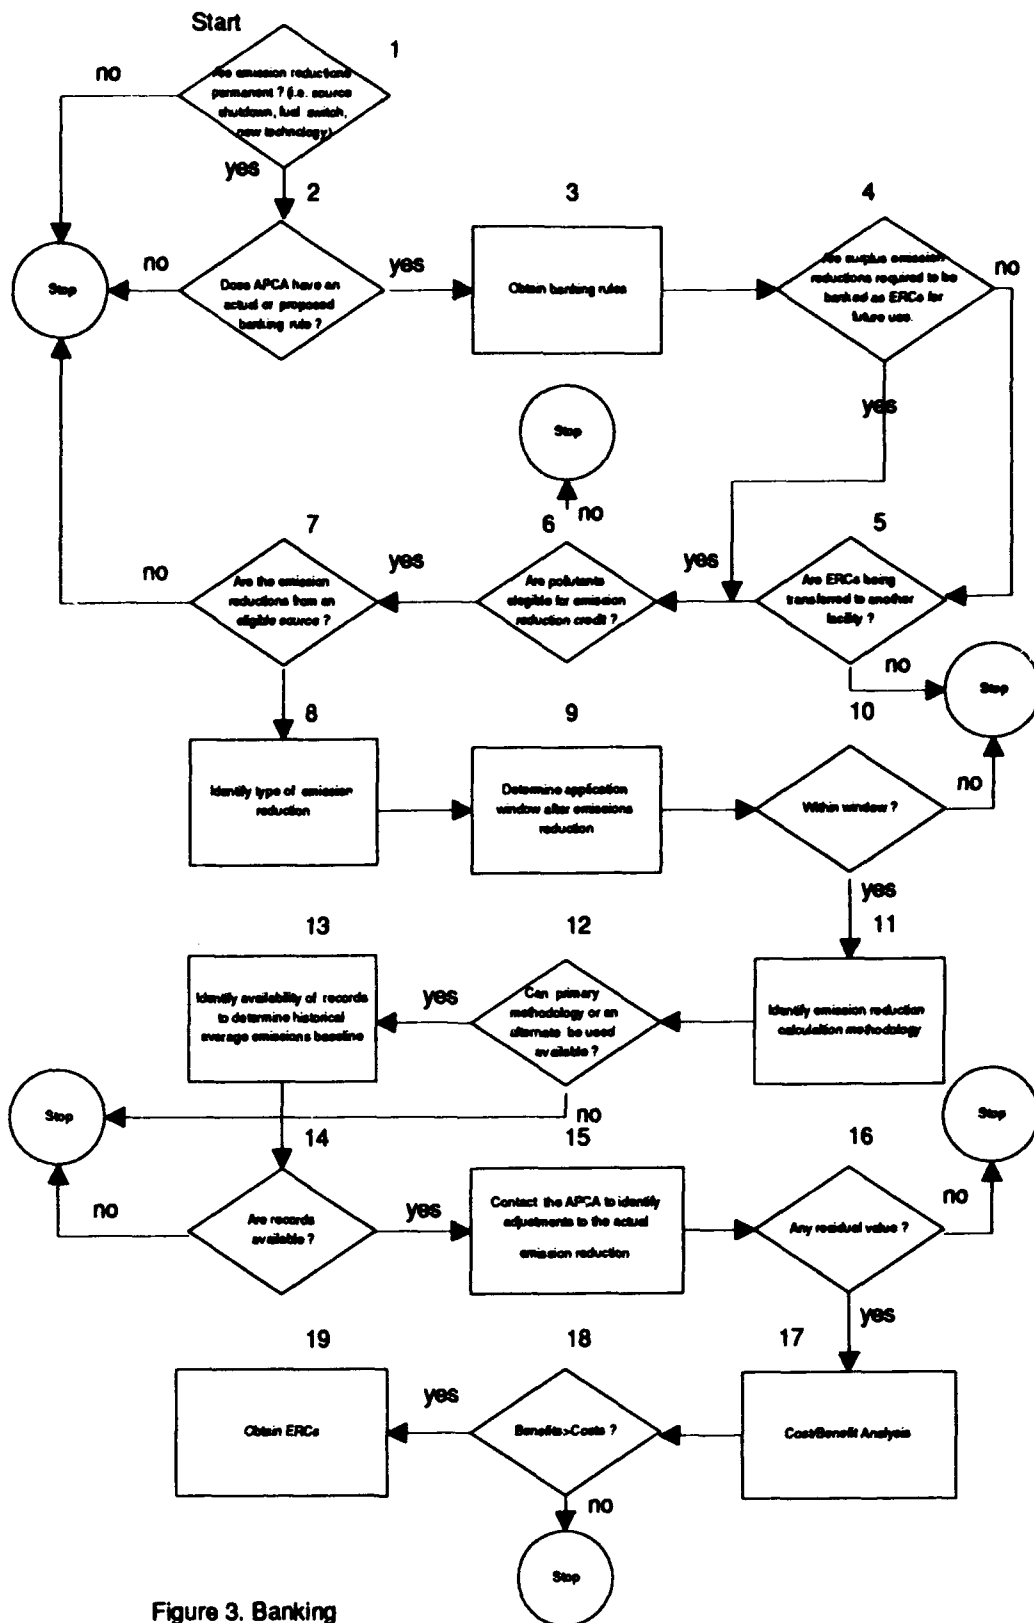 Start
1
no
Are emission reductions
permanent ? (i.e. source
shutdown, fuel switch,
new technology)
yes
2
3
4
Stop
no
Does APCA have an
actual or proposed
banking rule ?
yes
Obtain banking rules
Are surplus emission
reductions required to be
banked as ERCs for
future use.
no
yes
Stop
no
7
6
5
no
Are the emission
reductions from an
eligible source ?
yes
Are pollutants
elegible for emission
reduction credit ?
yes
Are ERCs being
transferred to another
facility ?
no
Stop
8
9
10
Identify type of emission
reduction
Determine application
window after emissions
reduction
Within window ?
no
yes
11
13
12
Identify availability of records
to determine historical
average emissions baseline
yes
Can primary
methodology or an
alternate be used
available ?
Identify emission reduction
calculation methodology
Stop
no
Stop
14
15
16
no
Are records
available ?
yes
Contact the APCA to identify
adjustments to the actual
emission reduction
Any residual value ?
no
yes
19
18
17
Obtain ERCs
yes
Benefits>Costs ?
Cost/Benefit Analysis
no
Stop
Figure 3. Banking